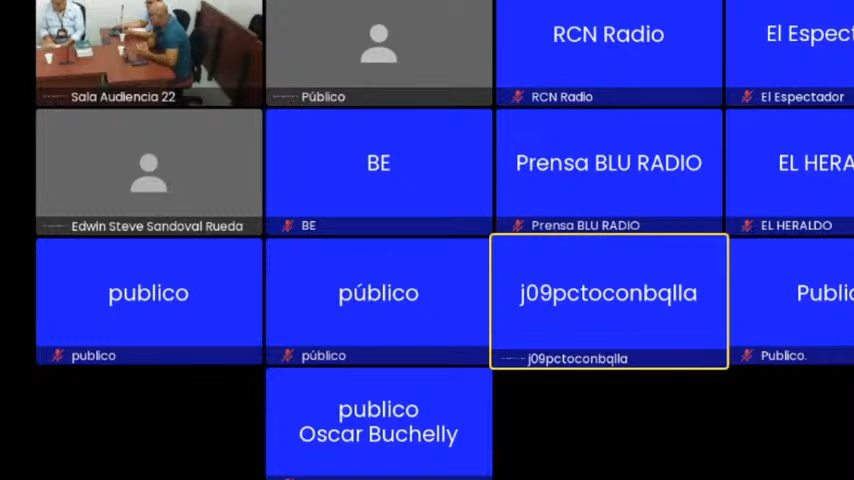 RCN Radio
El Espect
Sala Audiencia 22
Público
RCN Radio
El Espectador
BE
Prensa BLU RADIO
EL HERA
Edwin Steve Sandoval Rueda
BE
Prensa BLU RADIO
EL HERALDO
publico
público
j09pctoconbqlla
Public
publico
público
j09pctoconbqlla
Publico.
publico
Oscar Buchelly